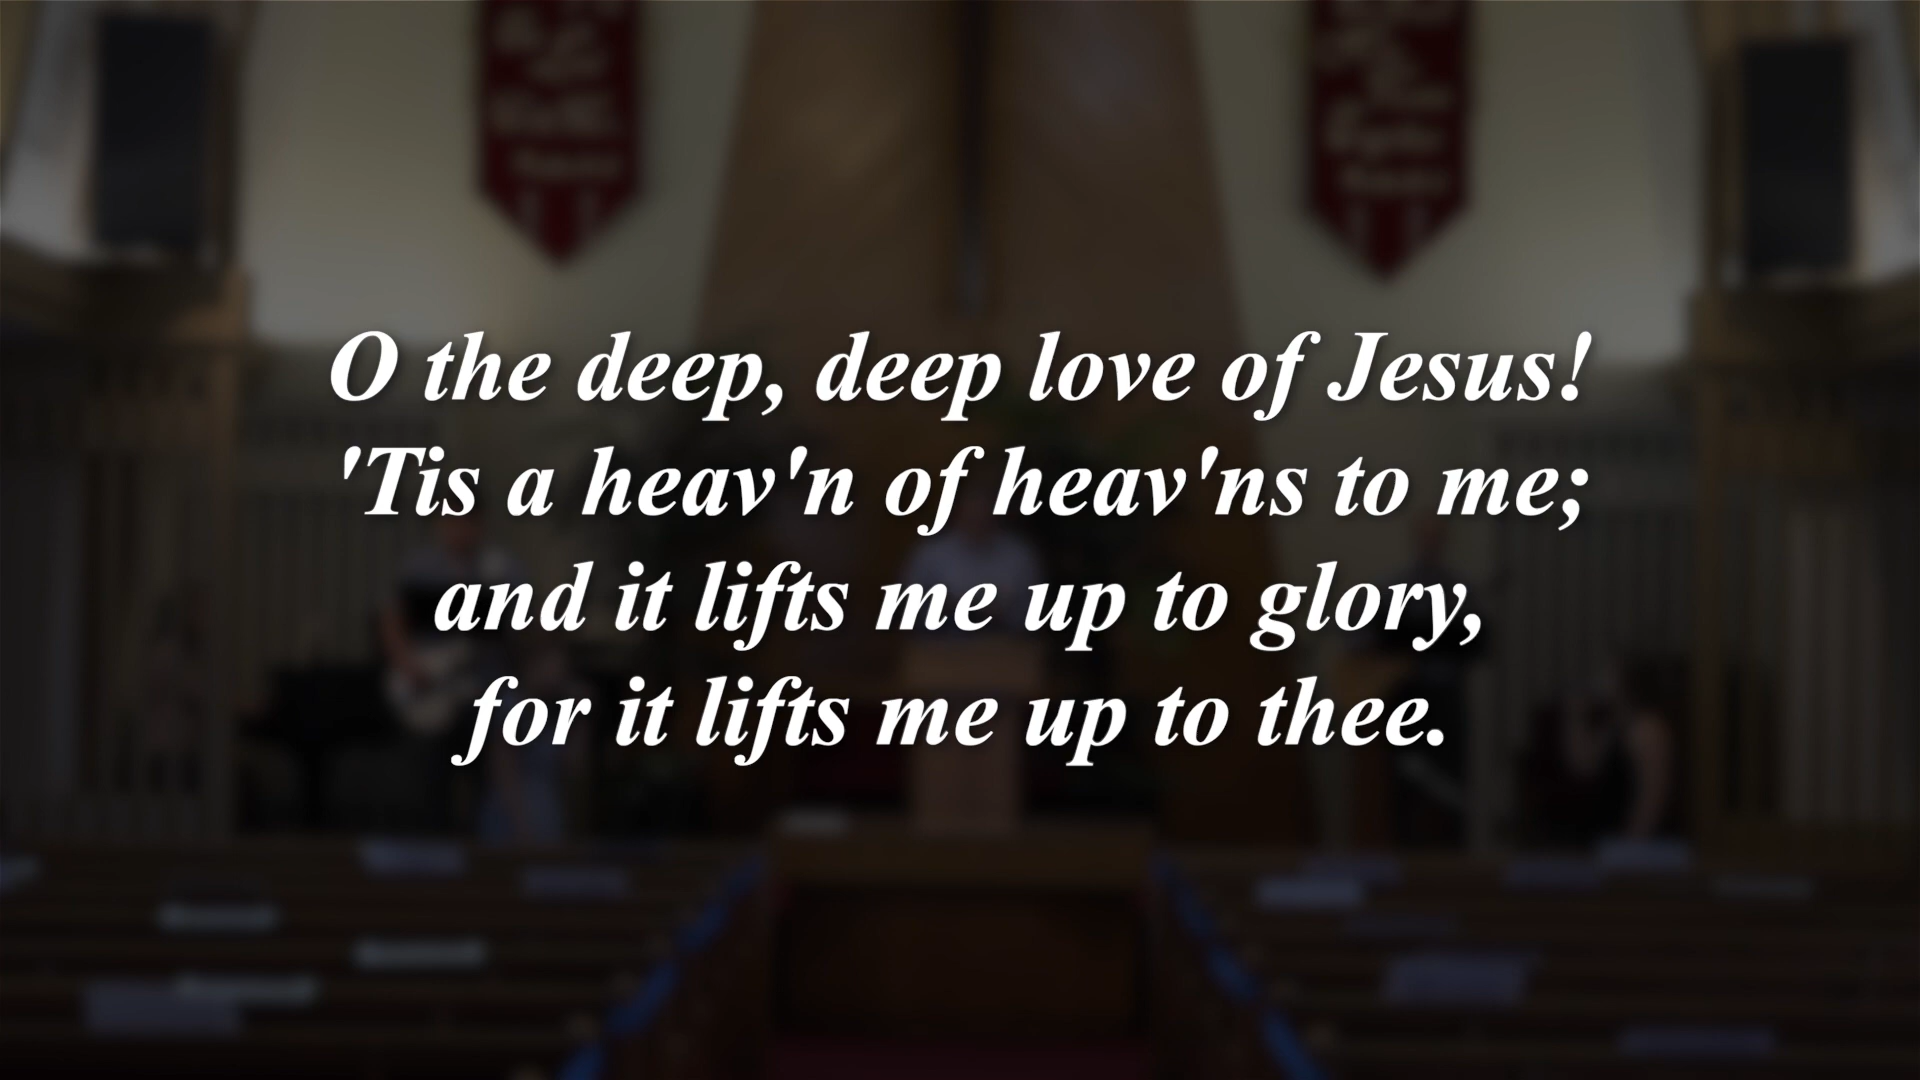 O the deep, deep love of Jesus!
'Tis a heav'n of heav'ns to me;
and it lifts me up to glory,
for it lifts me up to thee.